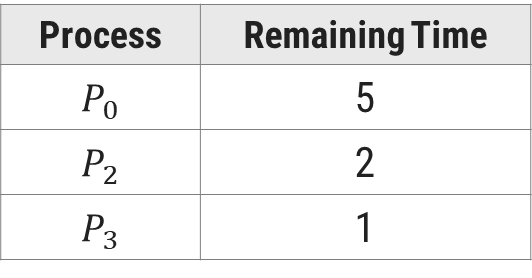 Process Remaining Time
P₀ 5
P₂ 2
P₃ 1